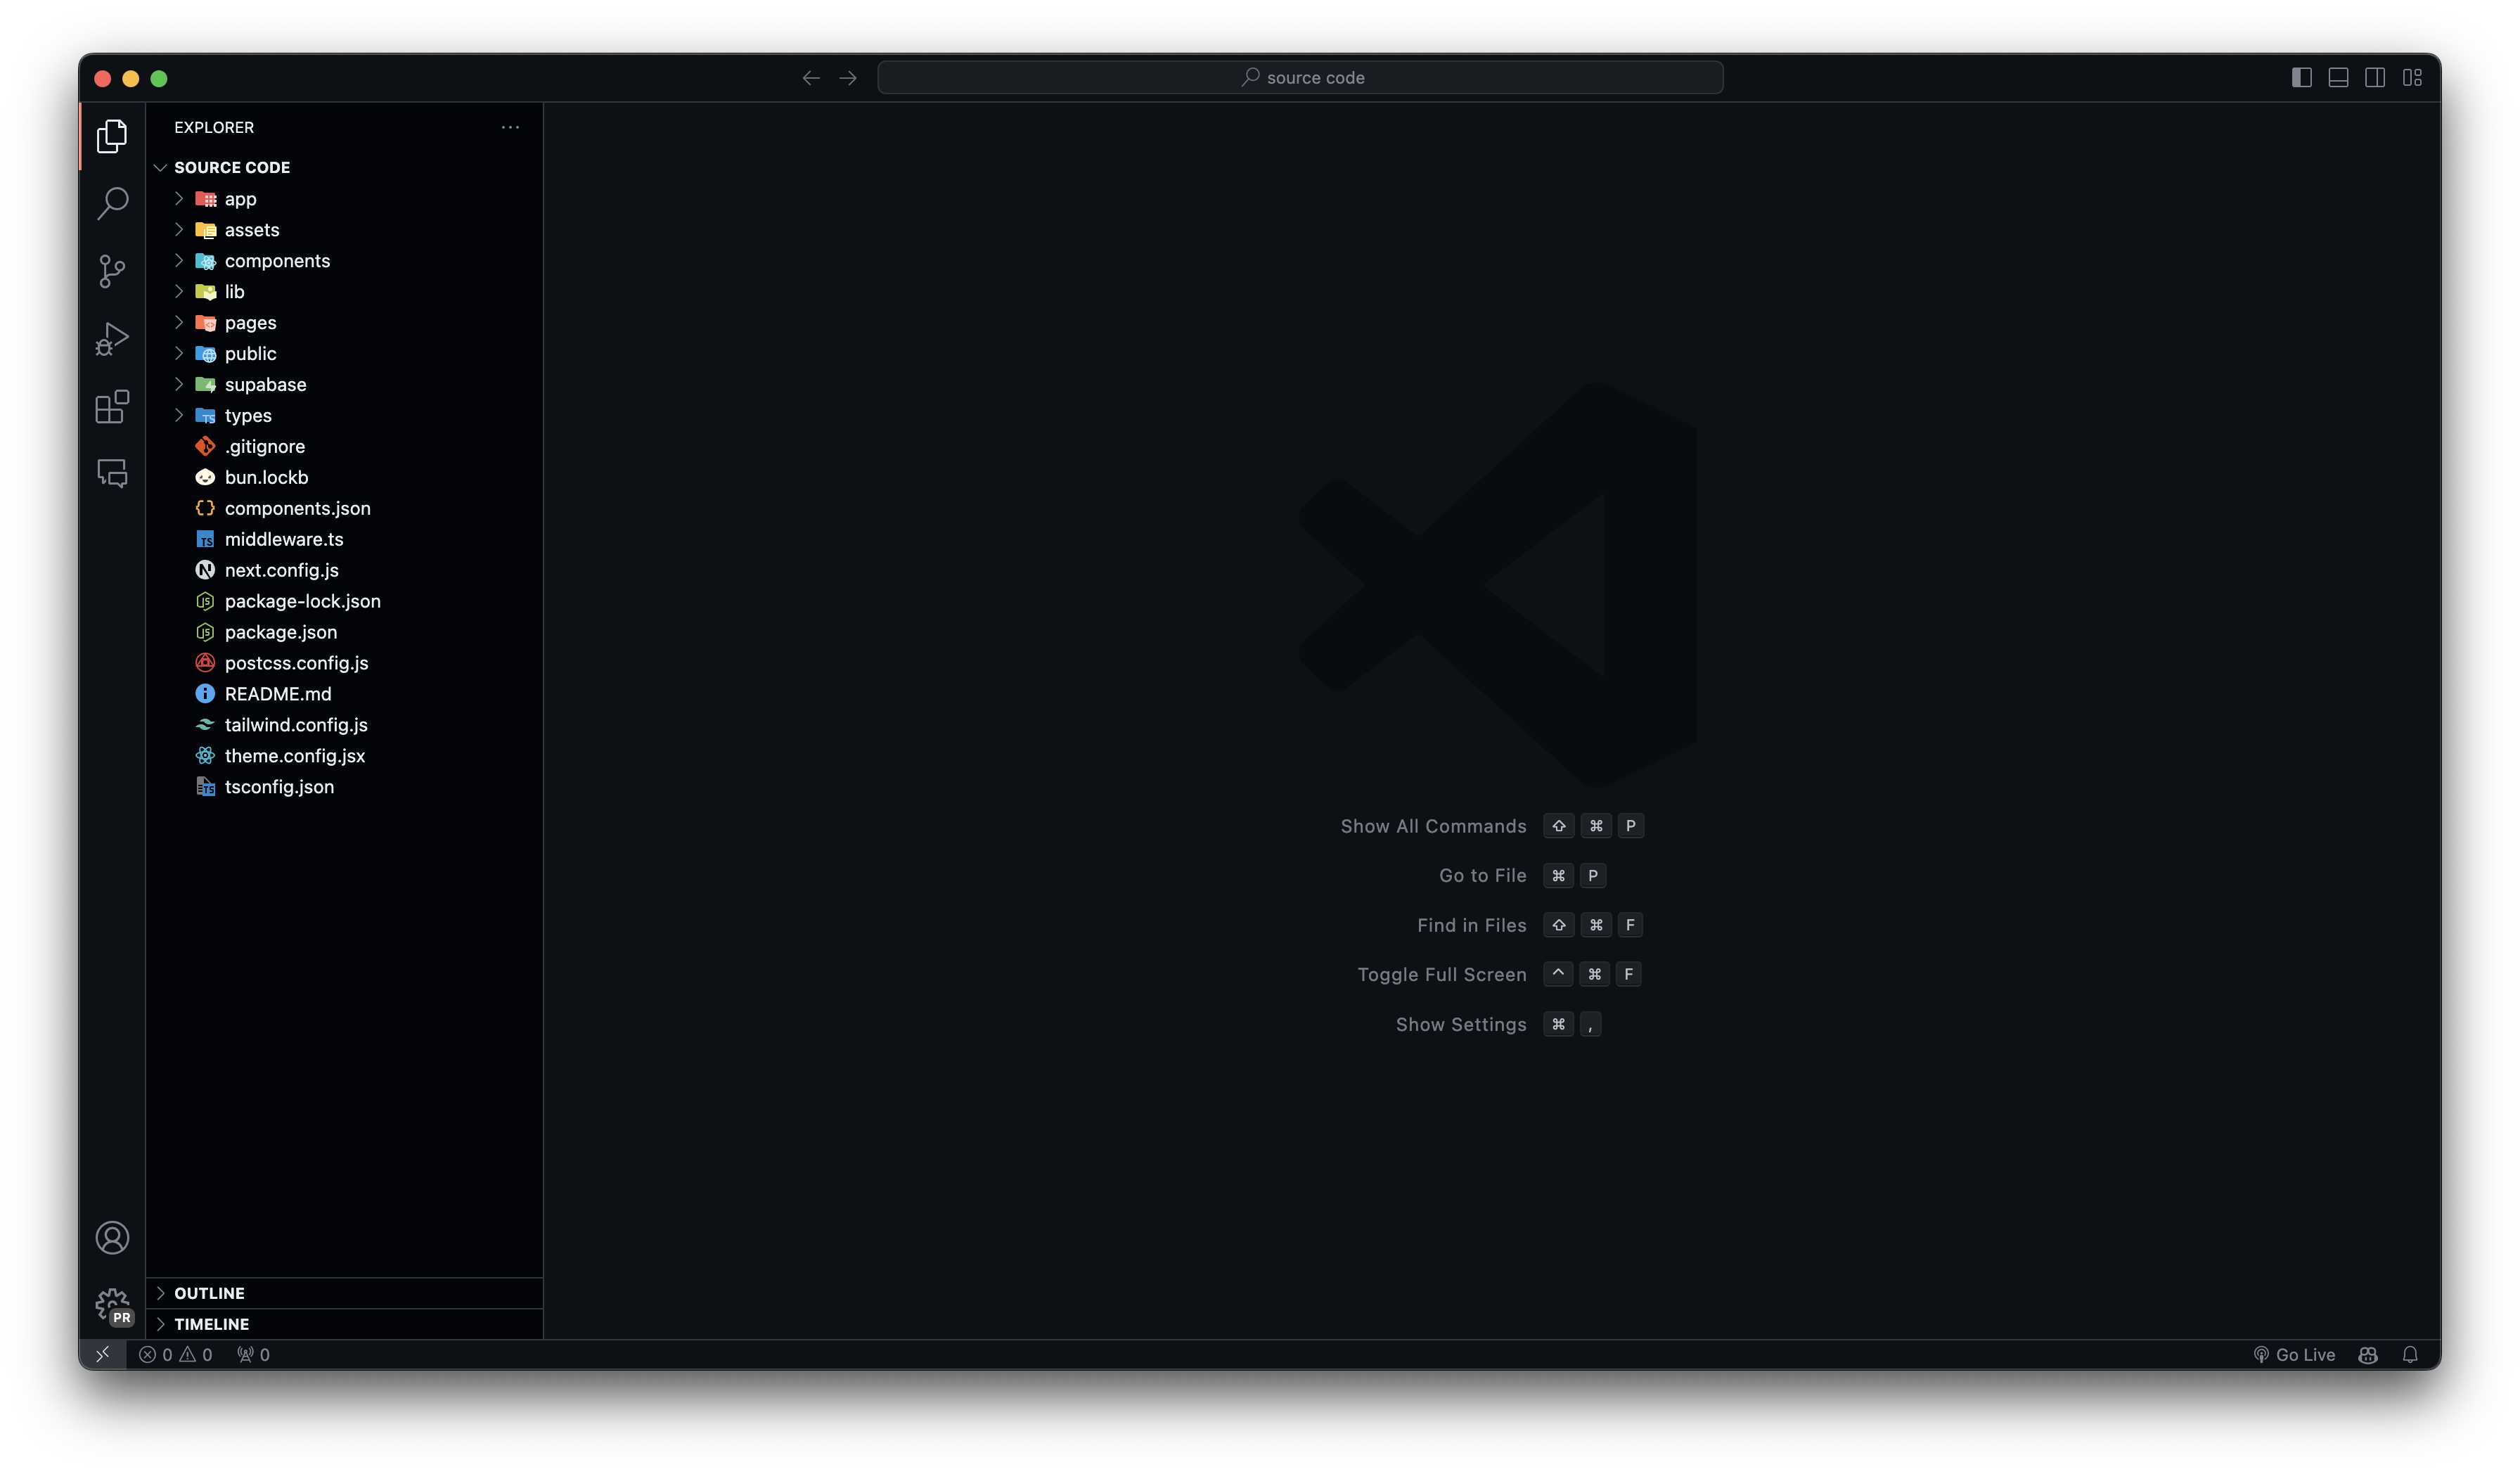 source code
EXPLORER
SOURCE CODE
app
assets
components
lib
pages
public
supabase
types
.gitignore
bun.lockb
components.json
middleware.ts
next.config.js
package-lock.json
package.json
postcss.config.js
README.md
tailwind.config.js
theme.config.jsx
tsconfig.json
Show All Commands ⇧ ⌘ P
Go to File ⌘ P
Find in Files ⇧ ⌘ F
Toggle Full Screen ^ ⌘ F
Show Settings ⌘ ,
OUTLINE
PR
TIMELINE
0 0 0
Go Live